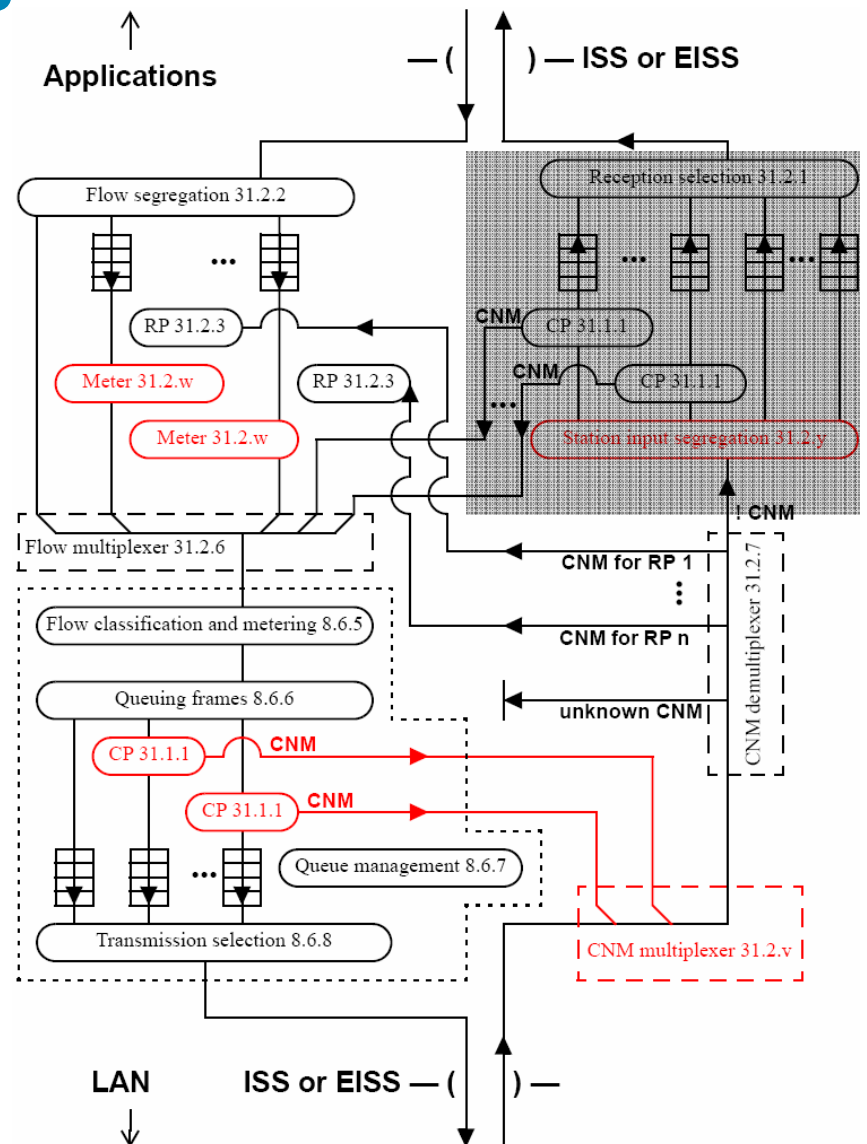 Applications
— (
) — ISS or EISS
Flow segregation 31.2.2
Reception selection 31.2.1
...
...
...
RP 31.2.3
CNM
CP 31.1.1
Meter 31.2.w
RP 31.2.3
CNM
CP 31.1.1
...
Meter 31.2.w
Station input segregation 31.2.y
! CNM
Flow multiplexer 31.2.6
CNM for RP 1
...
CNM demultiplexer 31.2.7
Flow classification and metering 8.6.5
CNM for RP n
Queuing frames 8.6.6
unknown CNM
CP 31.1.1
CNM
CP 31.1.1
CNM
...
Queue management 8.6.7
Transmission selection 8.6.8
CNM multiplexer 31.2.v
LAN
ISS or EISS — (
) —